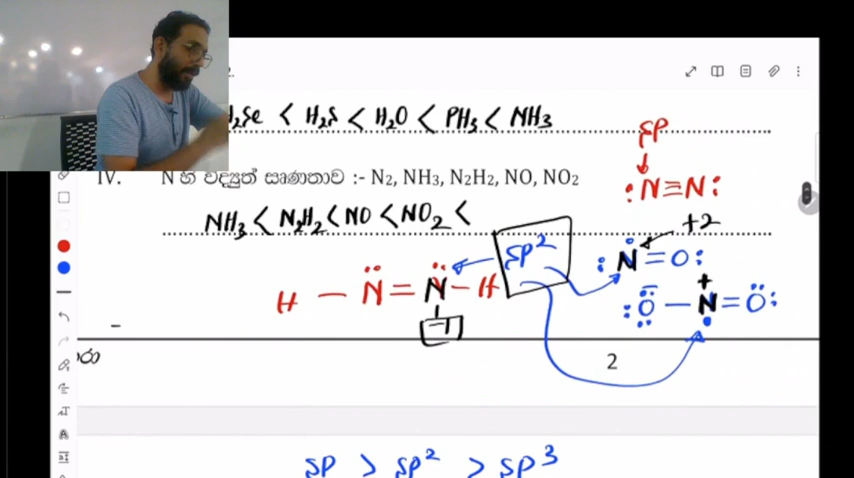 2.
H₂Se < H₂S < H₂O < PH₃ < NH₃
SP
IV. N හි විද්‍යුත් සෘණතාව :- N2, NH3, N2H2, NO, NO2
:N≡N:
NH₃ < N₂H₂ < NO < NO₂ <
+2
SP²
:N=O:
H – N = N – H
-1
+
:O – N = O:
2
SP > SP² > SP³